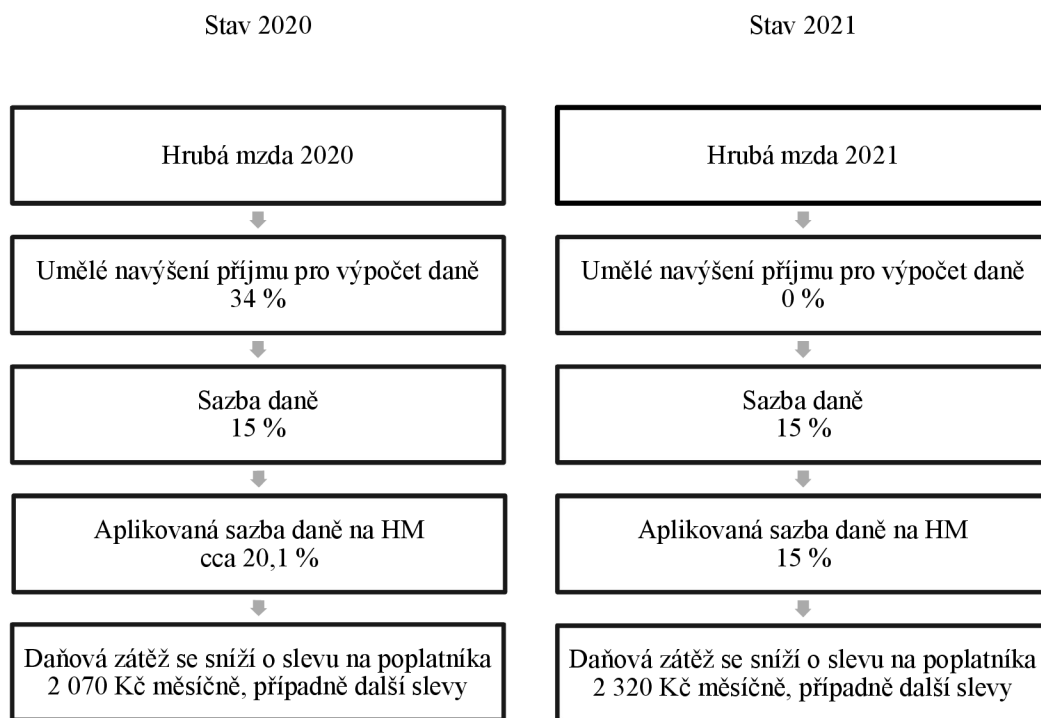 Stav 2020
Hrubá mzda 2020
Umělé navýšení příjmu pro výpočet daně
34 %
Sazba daně
15 %
Aplikovaná sazba daně na HM
cca 20,1 %
Daňová zátěž se sníží o slevu na poplatníka
2 070 Kč měsíčně, případně další slevy
Stav 2021
Hrubá mzda 2021
Umělé navýšení příjmu pro výpočet daně
0 %
Sazba daně
15 %
Aplikovaná sazba daně na HM
15 %
Daňová zátěž se sníží o slevu na poplatníka
2 320 Kč měsíčně, případně další slevy